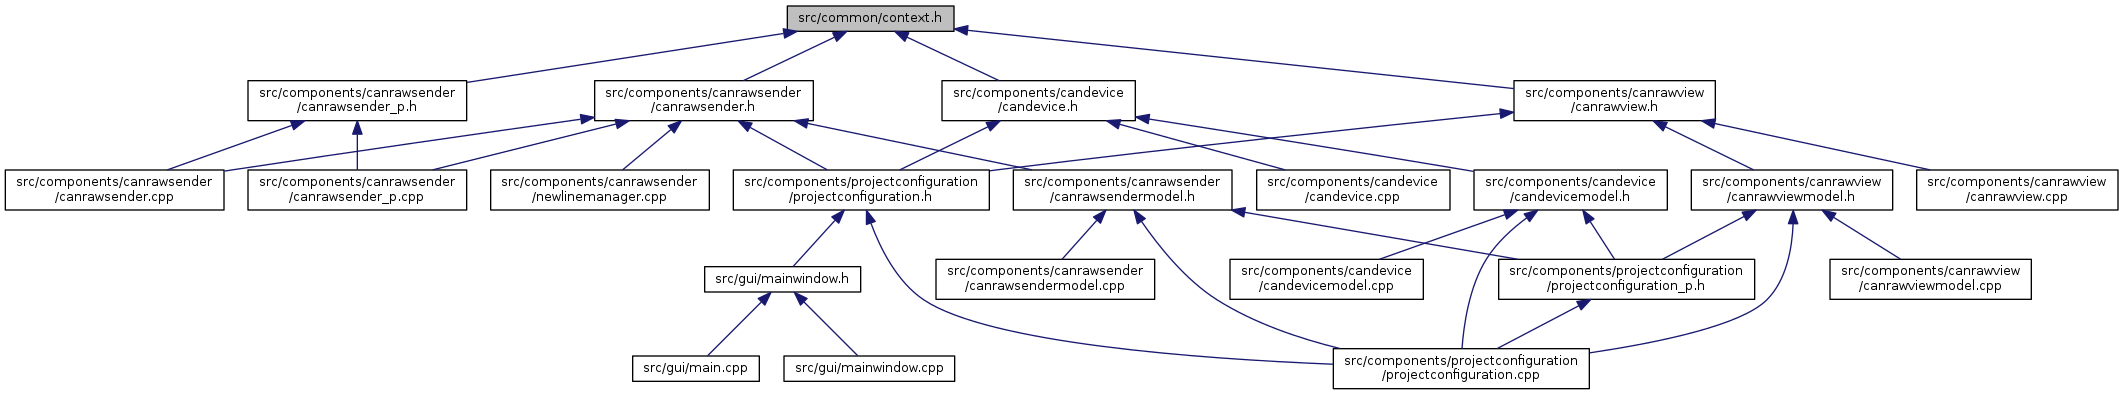 src/common/context.h
src/components/canrawsender
/canrawsender_p.h
src/components/canrawsender
/canrawsender.h
src/components/candevice
/candevice.h
src/components/canrawview
/canrawview.h
src/components/canrawsender
/canrawsender.cpp
src/components/canrawsender
/canrawsender_p.cpp
src/components/canrawsender
/newlinemanager.cpp
src/components/projectconfiguration
/projectconfiguration.h
src/components/canrawsender
/canrawsendermodel.h
src/components/candevice
/candevice.cpp
src/components/candevice
/candevicemodel.h
src/components/canrawview
/canrawviewmodel.h
src/components/canrawview
/canrawview.cpp
src/gui/mainwindow.h
src/components/canrawsender
/canrawsendermodel.cpp
src/components/candevice
/candevicemodel.cpp
src/components/projectconfiguration
/projectconfiguration_p.h
src/components/canrawview
/canrawviewmodel.cpp
src/gui/main.cpp
src/gui/mainwindow.cpp
src/components/projectconfiguration
/projectconfiguration.cpp